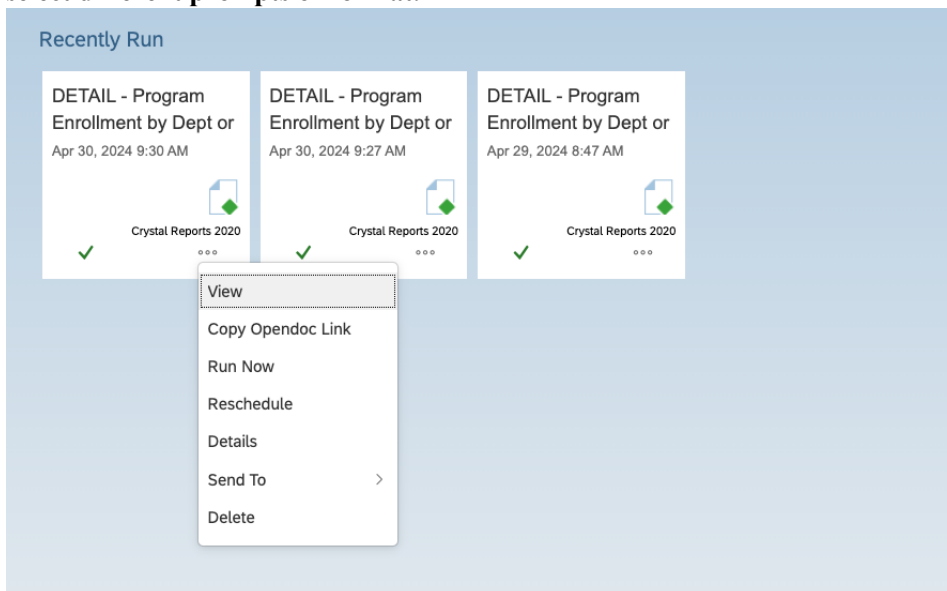 Recently Run
DETAIL - Program
Enrollment by Dept or
Apr 30, 2024 9:30 AM
Crystal Reports 2020
DETAIL - Program
Enrollment by Dept or
Apr 30, 2024 9:27 AM
Crystal Reports 2020
DETAIL - Program
Enrollment by Dept or
Apr 29, 2024 8:47 AM
Crystal Reports 2020
View
Copy Opendoc Link
Run Now
Reschedule
Details
Send To
Delete